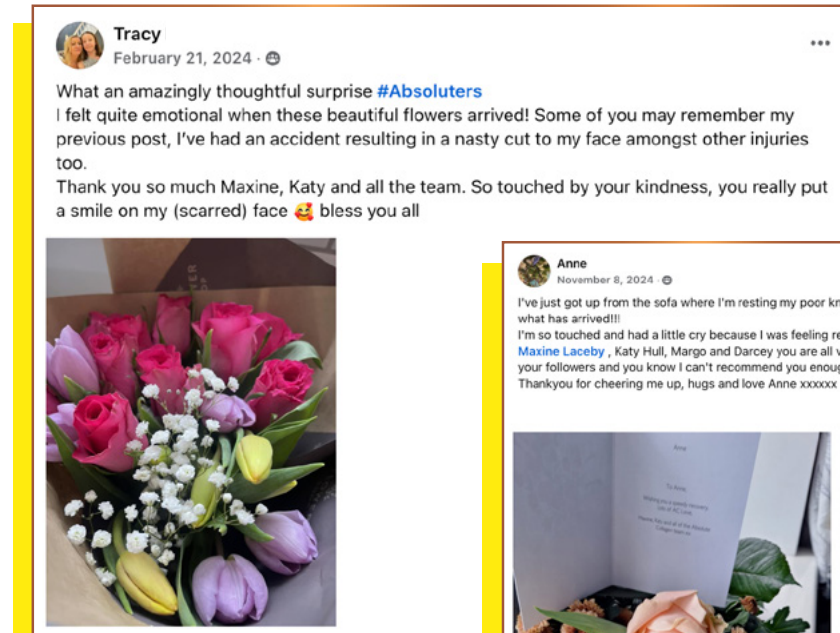 Tracy
February 21, 2024 ·
What an amazingly thoughtful surprise #Absoluters
I felt quite emotional when these beautiful flowers arrived! Some of you may remember my
previous post, I've had an accident resulting in a nasty cut to my face amongst other injuries
too.
Thank you so much Maxine, Katy and all the team. So touched by your kindness, you really put
a smile on my (scarred) face 🥰 bless you all
Anne
November 8, 2024 ·
I've just got up from the sofa where I'm resting my poor
what has arrived!!!
I'm so touched and had a little cry because I was feeling
Maxine Laceby , Katy Hull, Margo and Darcey you are all
your followers and you know I can't recommend you
Thankyou for cheering me up, hugs and love Anne xxxxxx
Anne
To Anne,
Wishing you a speedy recovery